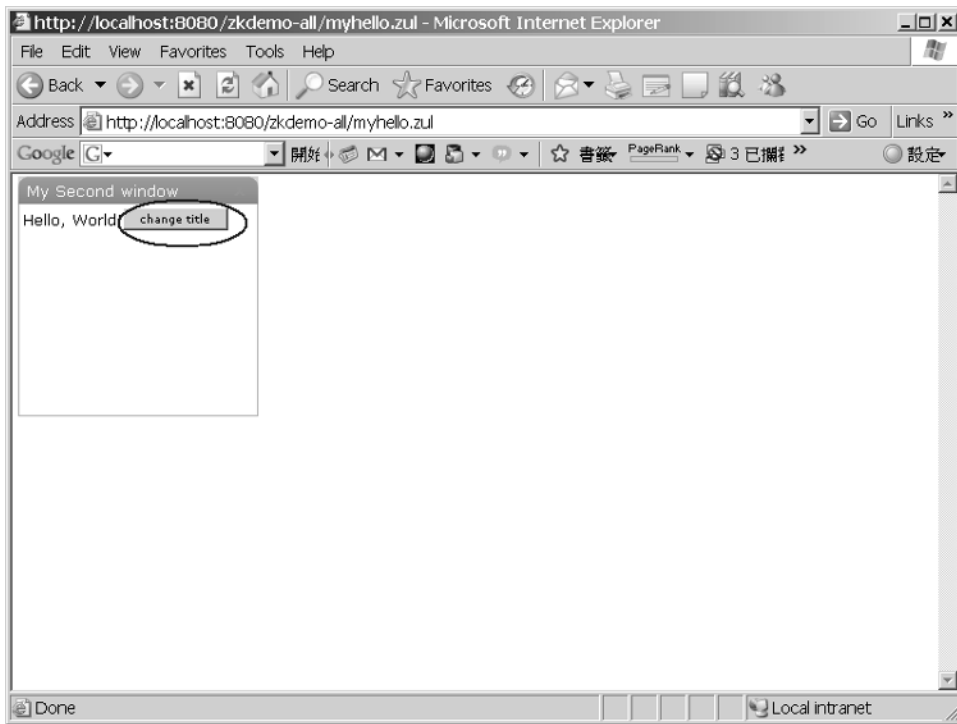 http://localhost:8080/zkdemo-all/myhello.zul - Microsoft Internet Explorer
File Edit View Favorites Tools Help
Back Search Favorites
Address http://localhost:8080/zkdemo-all/myhello.zul Go Links »
Google G 開始 書籤 PageRank 3 已攔 » 設定
My Second window
Hello, World! change title
Done Local intranet